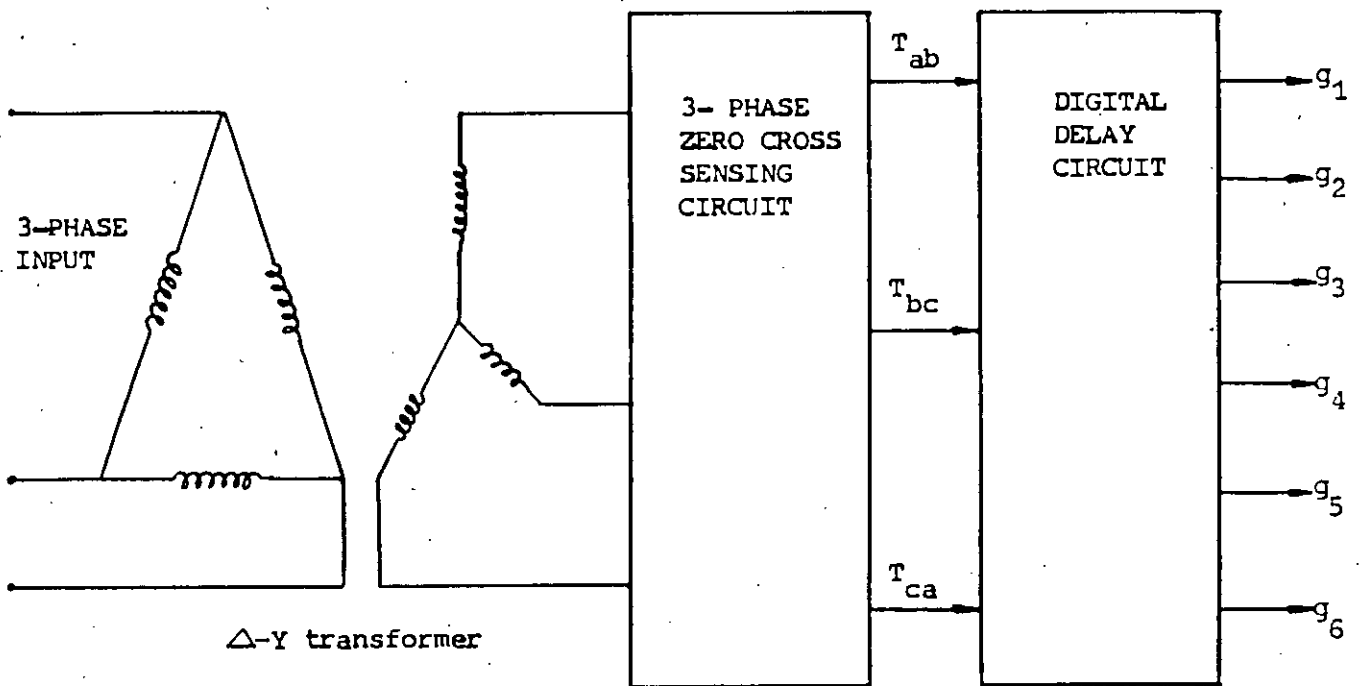 3-PHASE
INPUT
Δ-Y transformer
3- PHASE
ZERO CROSS
SENSING
CIRCUIT
T_ab
T_bc
T_ca
DIGITAL
DELAY
CIRCUIT
g_1
g_2
g_3
g_4
g_5
g_6